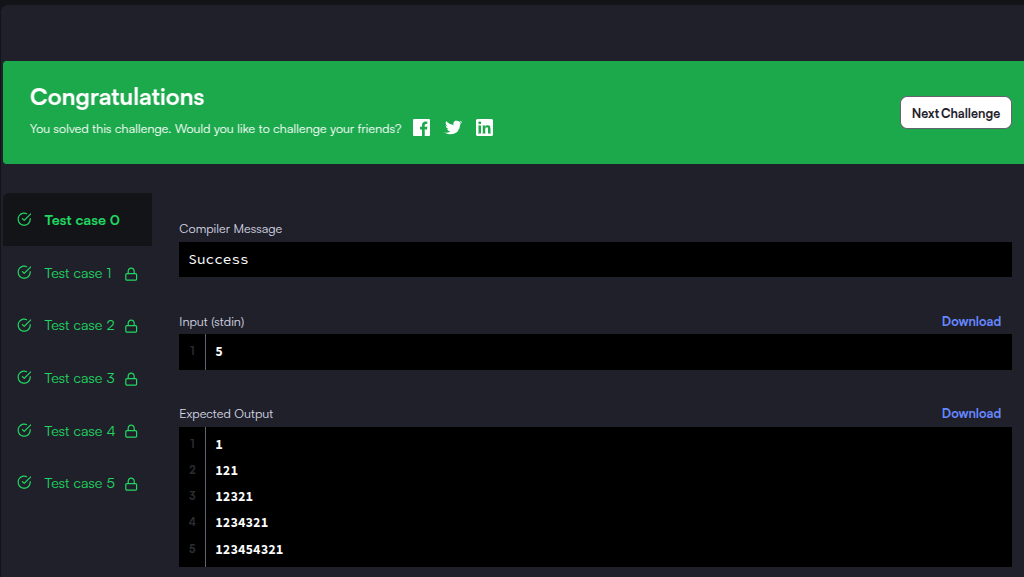 Congratulations
You solved this challenge. Would you like to challenge your friends?
Next Challenge
Test case 0
Test case 1
Test case 2
Test case 3
Test case 4
Test case 5
Compiler Message
Success
Input (stdin)
Download
1 5
Expected Output
Download
1 1
2 121
3 12321
4 1234321
5 123454321